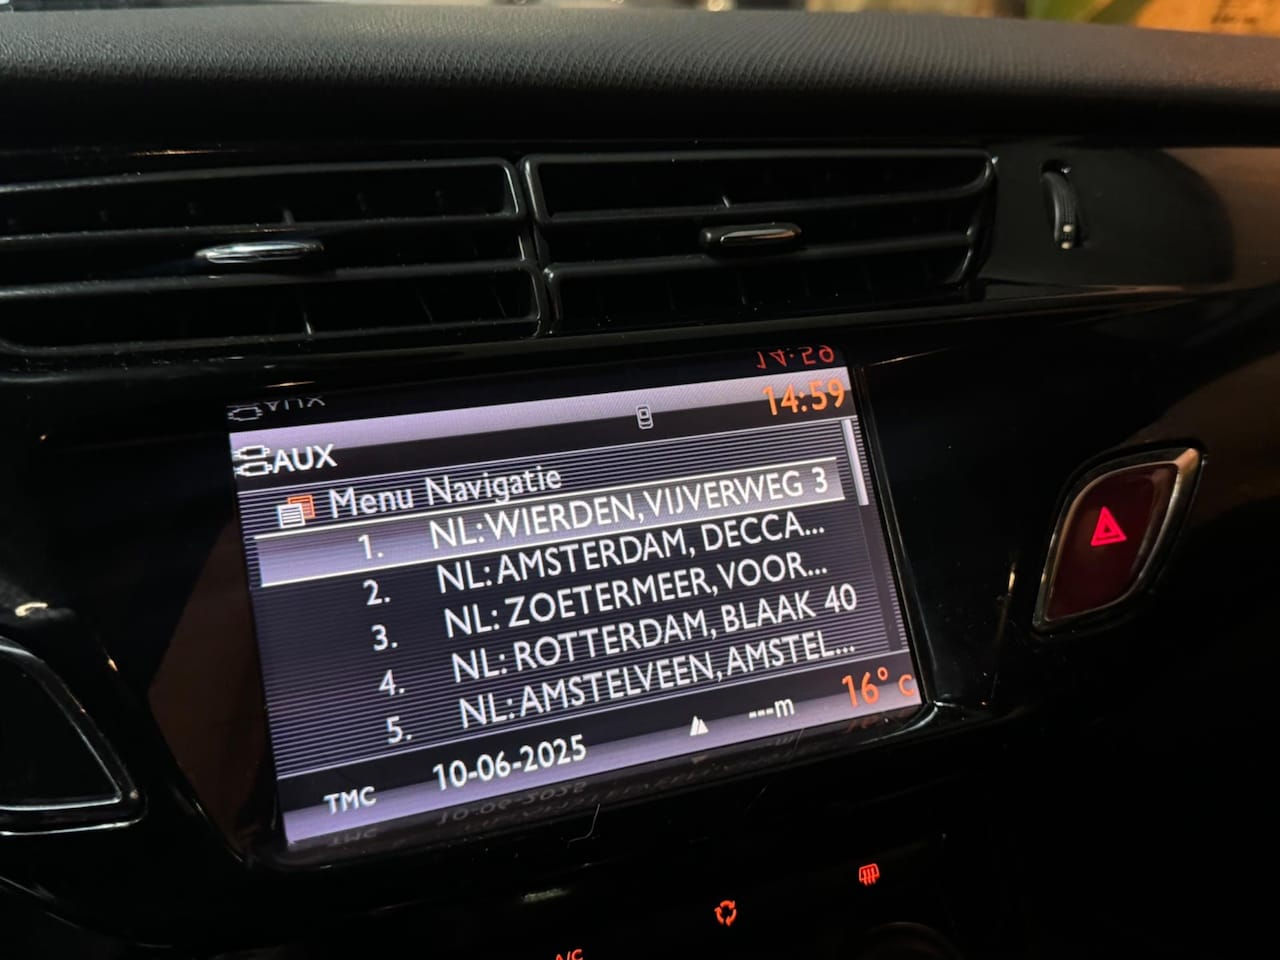 14:59
AUX
Menu Navigatie
1. NL:WIERDEN,VIJVERWEG 3
2. NL:AMSTERDAM, DECCA...
3. NL: ZOETERMEER,VOOR...
4. NL: ROTTERDAM, BLAAK 40
5. NL:AMSTELVEEN,AMSTEL...
TMC 10-06-2025 ---m 16° C
A/C